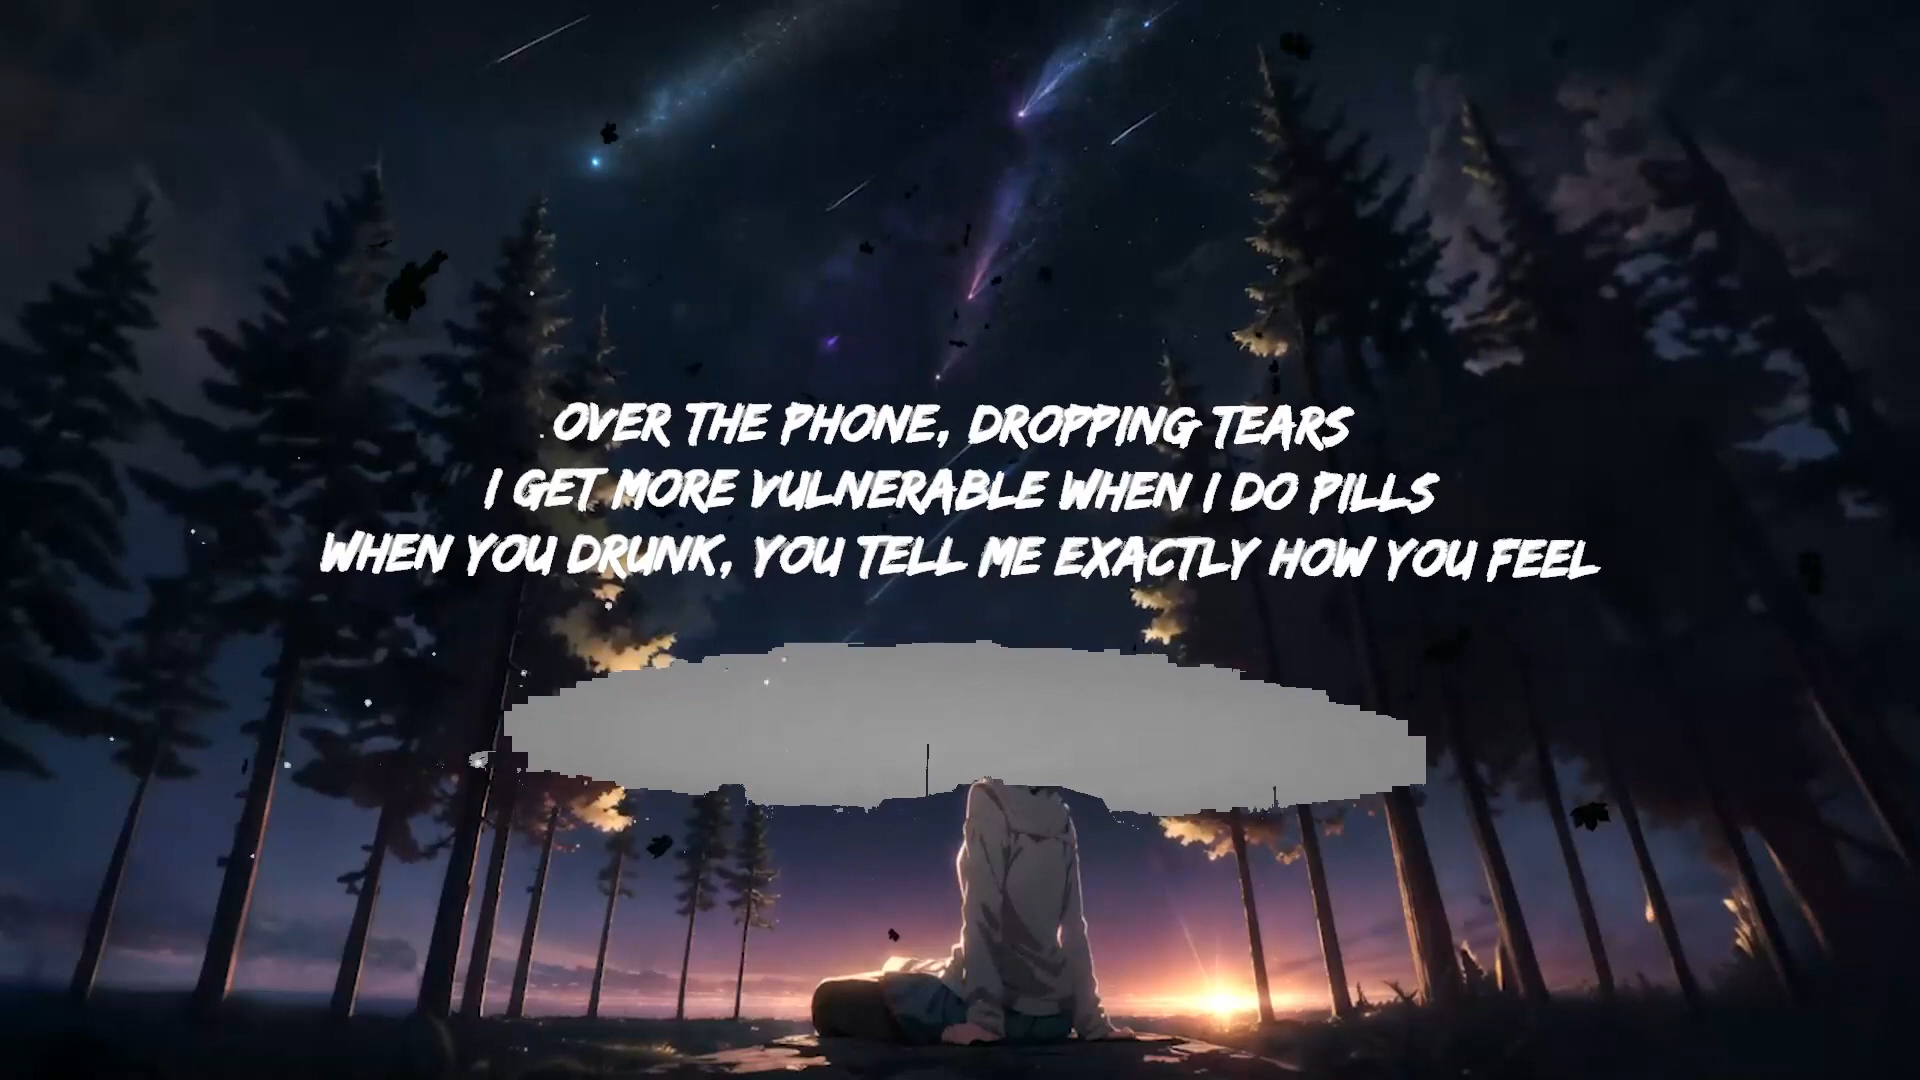 OVER THE PHONE, DROPPING TEARS
I GET MORE VULNERABLE WHEN I DO PILLS
WHEN YOU DRUNK, YOU TELL ME EXACTLY HOW YOU FEEL